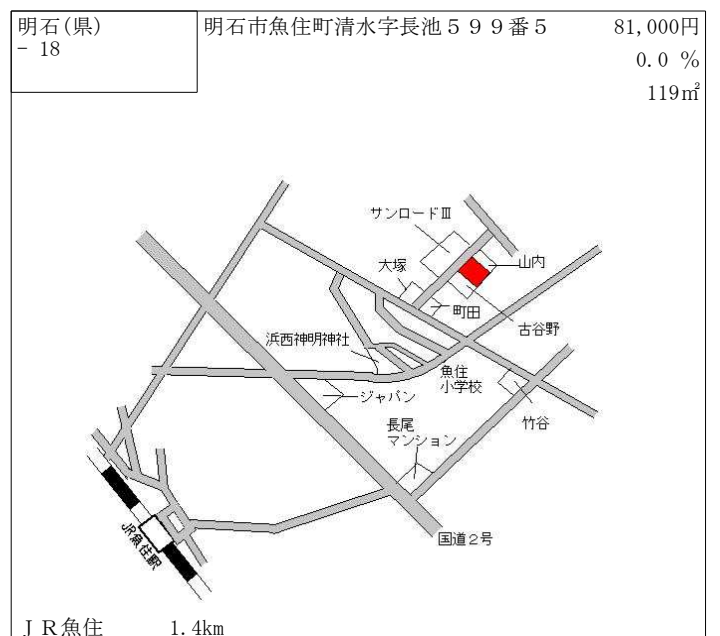 明石(県)
- 18
明石市魚住町清水字長池５９９番５
81,000円
0.0 %
119㎡
サンロードⅢ
大塚
山内
町田
古谷野
浜西神明神社
魚住
小学校
ジャパン
竹谷
長尾
マンション
国道２号
JR魚住駅
ＪＲ魚住 1.4km